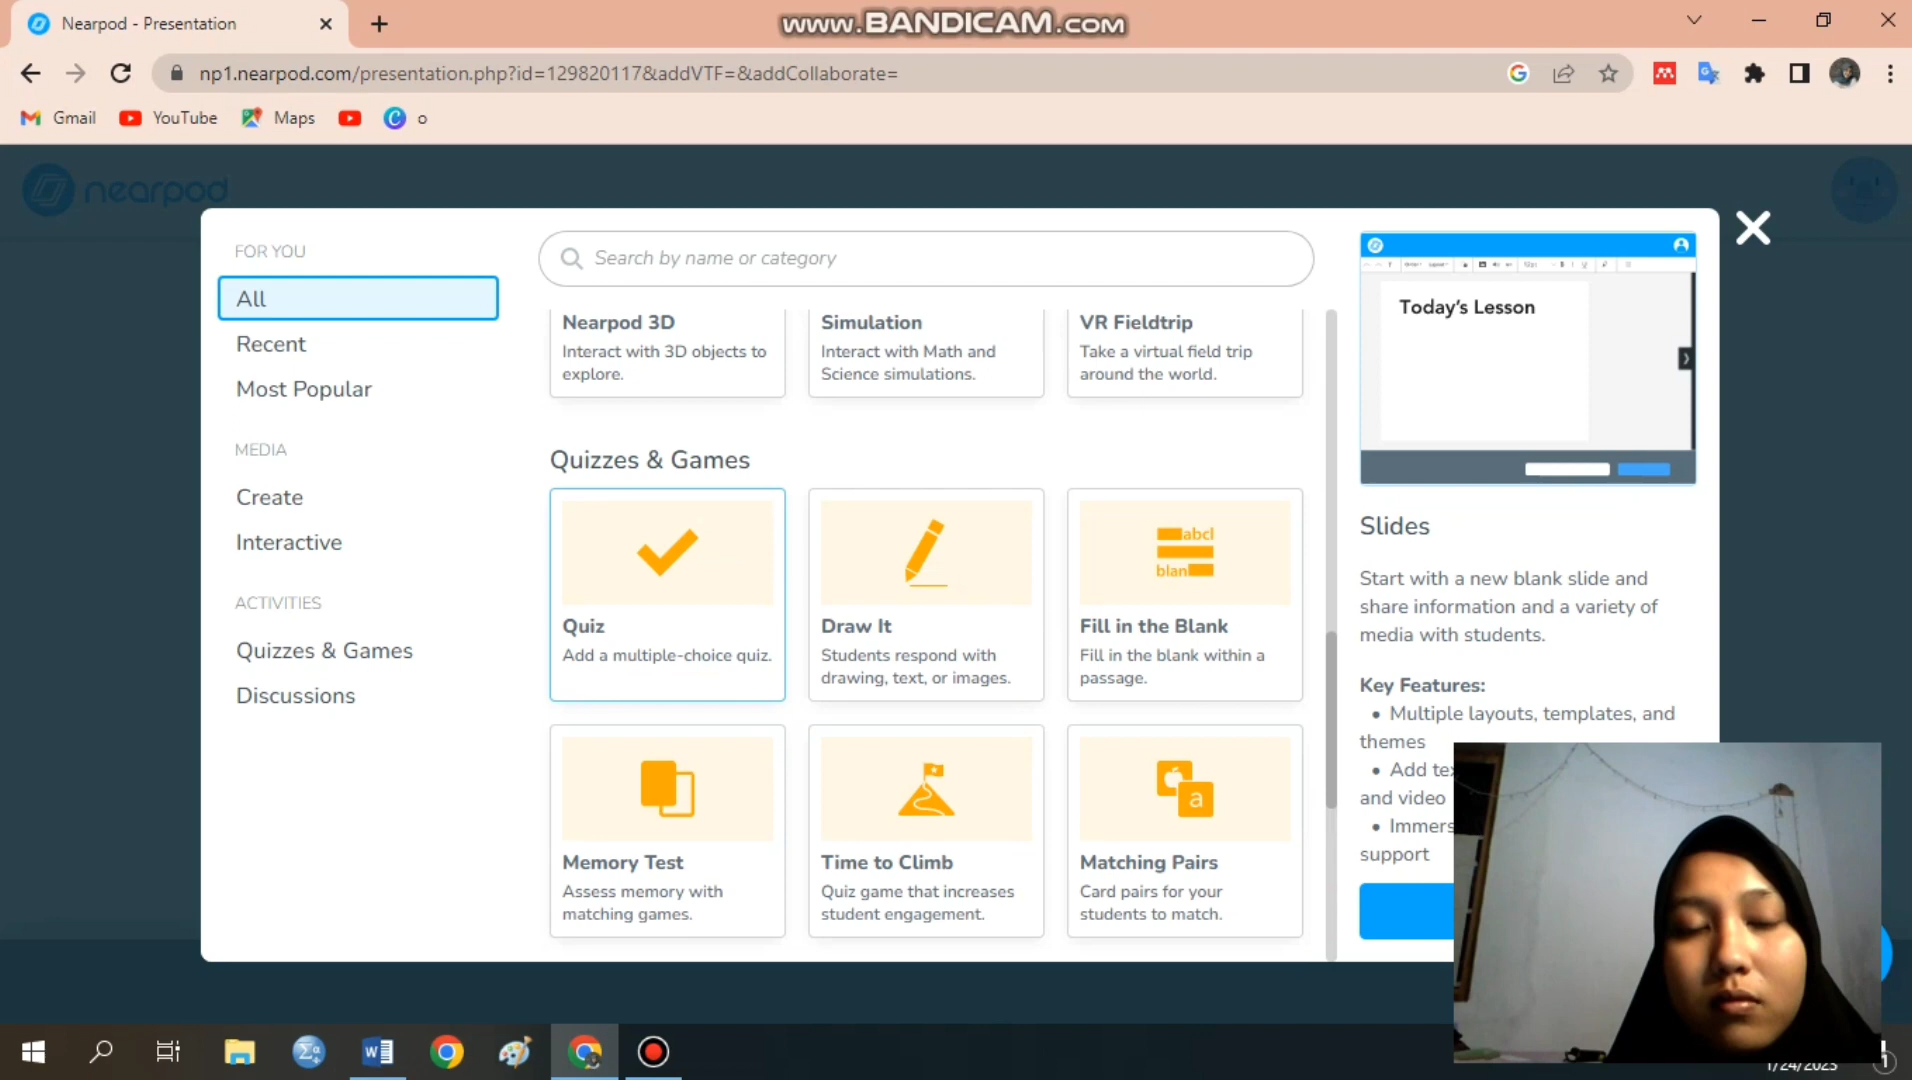 Nearpod - Presentation
www.BANDICAM.com
np1.nearpod.com/presentation.php?id=129820117&addVTF=&addCollaborate=
Gmail
YouTube
Maps
o
nearpod
FOR YOU
All
Recent
Most Popular
MEDIA
Create
Interactive
ACTIVITIES
Quizzes & Games
Discussions
Search by name or category
Nearpod 3D
Interact with 3D objects to
explore.
Simulation
Interact with Math and
Science simulations.
VR Fieldtrip
Take a virtual field trip
around the world.
Quizzes & Games
Quiz
Add a multiple-choice quiz.
Draw It
Students respond with
drawing, text, or images.
abcl
blan
Fill in the Blank
Fill in the blank within a
passage.
Memory Test
Assess memory with
matching games.
Time to Climb
Quiz game that increases
student engagement.
a
Matching Pairs
Card pairs for your
students to match.
Today's Lesson
Slides
Start with a new blank slide and
share information and a variety of
media with students.
Key Features:
• Multiple layouts, templates, and
themes
• Add
and video
•
support